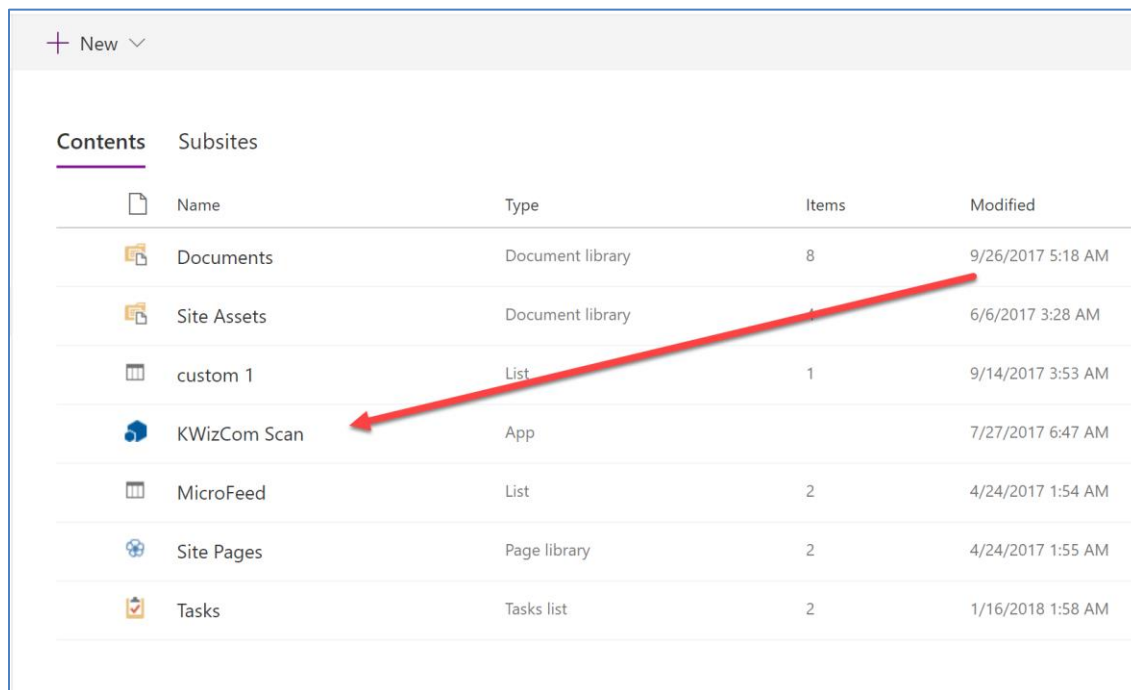 New
Contents Subsites
Name Type Items Modified
Documents Document library 8 9/26/2017 5:18 AM
Site Assets Document library 6/6/2017 3:28 AM
custom 1 List 1 9/14/2017 3:53 AM
KWizCom Scan App 7/27/2017 6:47 AM
MicroFeed List 2 4/24/2017 1:54 AM
Site Pages Page library 2 4/24/2017 1:55 AM
Tasks Tasks list 2 1/16/2018 1:58 AM